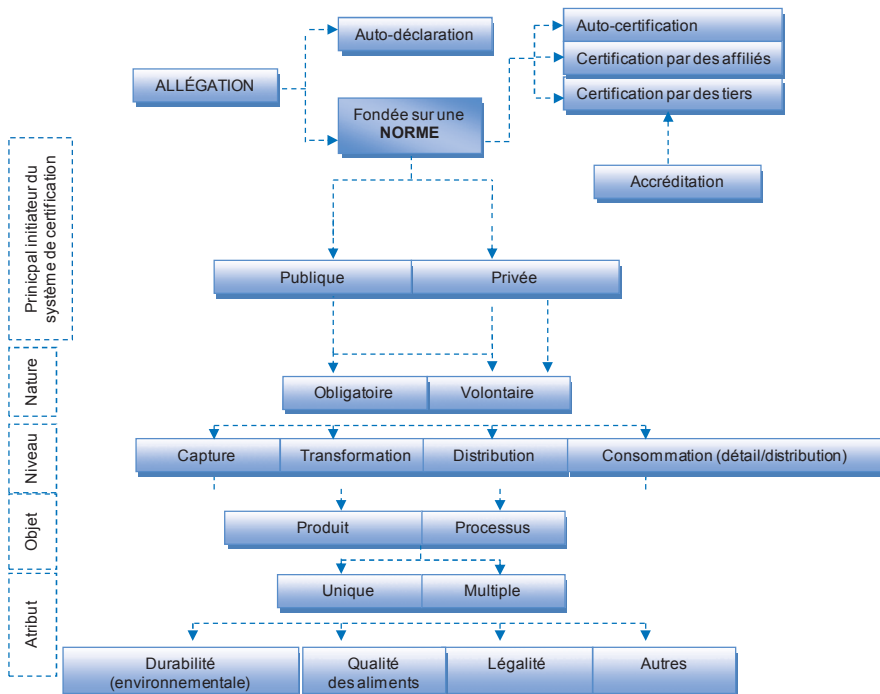 Auto-déclaration
Auto-certification
Certification par des affiliés
Certification par des tiers
ALLÉGATION
Fondée sur une
NORME
Accréditation
Prinicpal initiateur du
système de certification
Publique
Privée
Nature
Obligatoire
Volontaire
Niveau
Capture
Transformation
Distribution
Consommation (détail/distribution)
Objet
Produit
Processus
Atribut
Unique
Multiple
Durabilité
(environnementale)
Qualité
des aliments
Légalité
Autres